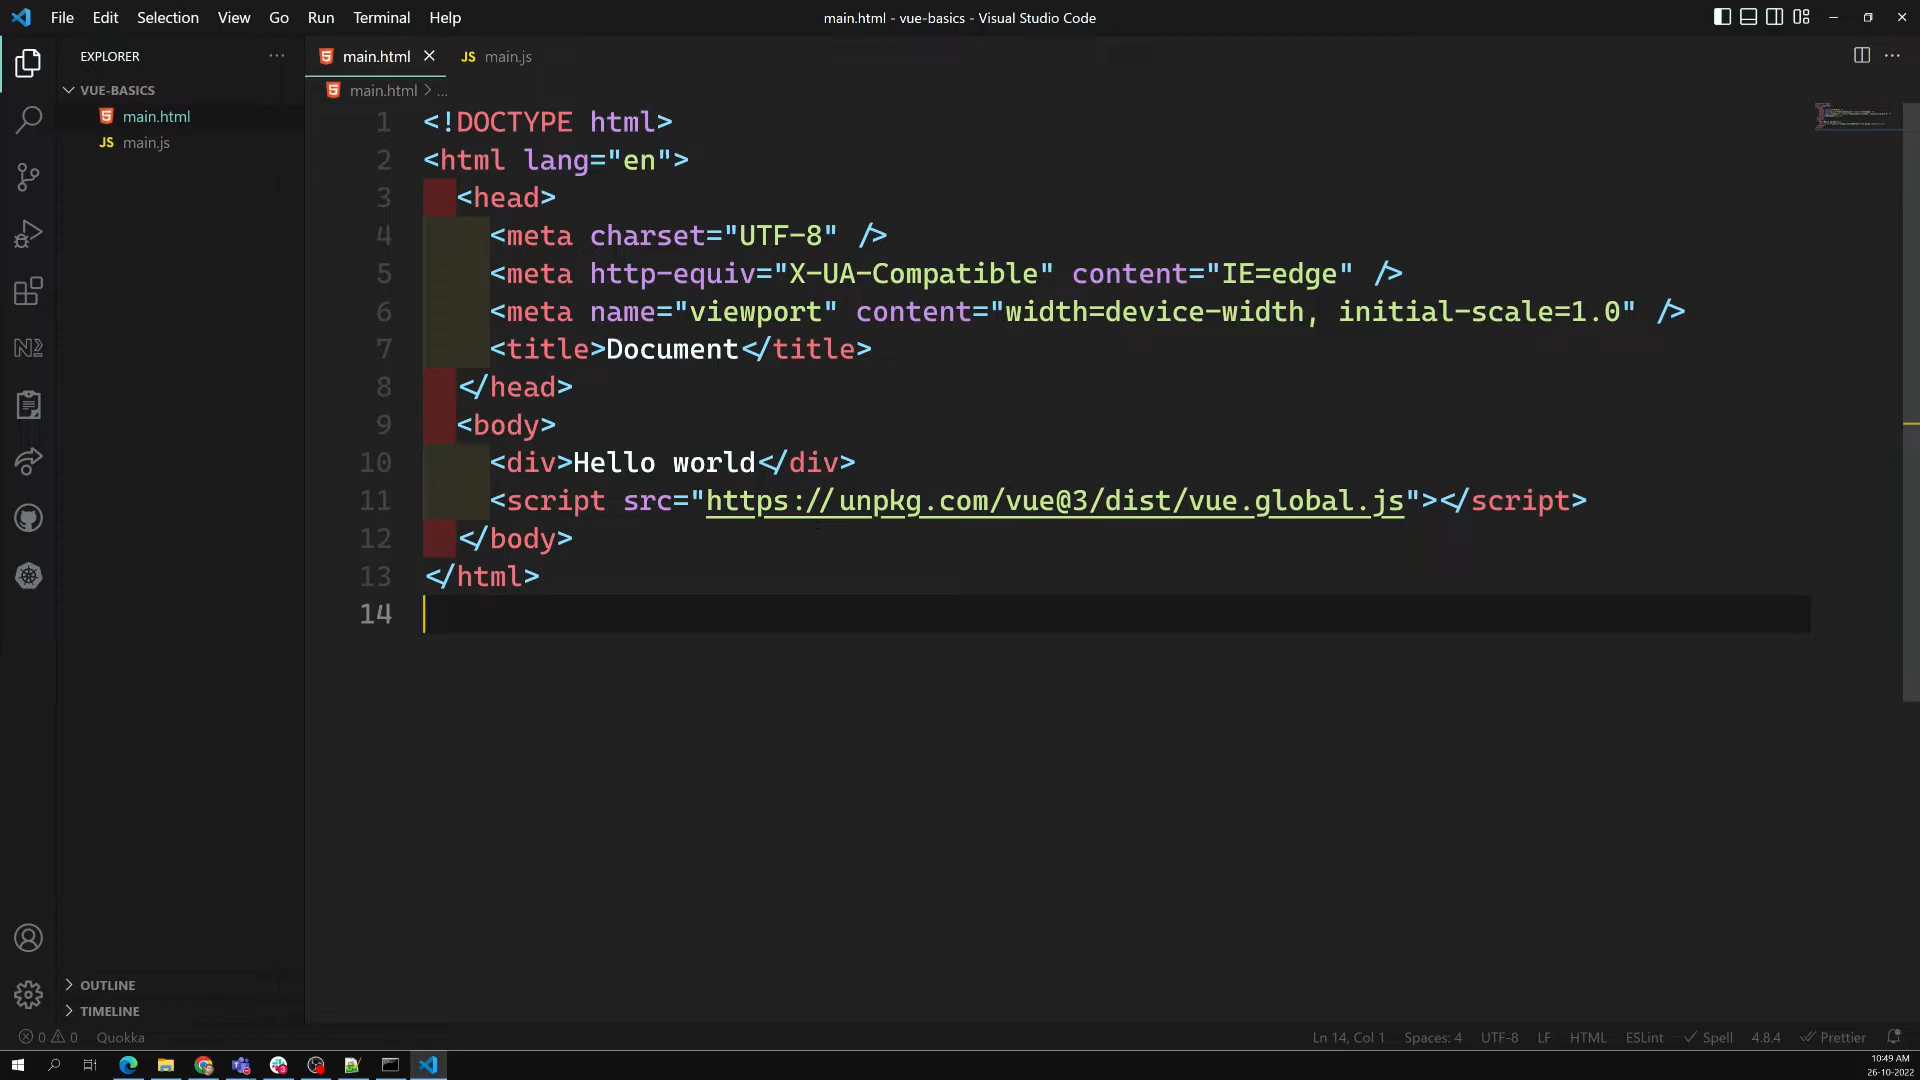 File Edit Selection View Go Run Terminal Help
main.html - vue-basics - Visual Studio Code
EXPLORER
VUE-BASICS
main.html
JS main.js
main.html
JS main.js
main.html > ...
1 <!DOCTYPE html>
2 <html lang="en">
3 <head>
4 <meta charset="UTF-8" />
5 <meta http-equiv="X-UA-Compatible" content="IE=edge" />
6 <meta name="viewport" content="width=device-width, initial-scale=1.0" />
7 <title>Document</title>
8 </head>
9 <body>
10 <div>Hello world</div>
11 <script src="https://unpkg.com/vue@3/dist/vue.global.js"></script>
12 </body>
13 </html>
14
OUTLINE
TIMELINE
0 0 Quokka
Ln 14, Col 1 Spaces: 4 UTF-8 LF HTML ESLint Spell 4.8.4 Prettier
10:49 AM
26-10-2022